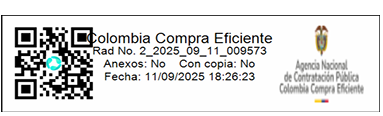 Colombia Compra Eficiente
Rad No. 2_2025_09_11_009573
Anexos: No Con copia: No
Fecha: 11/09/2025 18:26:23
Agencia Nacional
de Contratación Pública
Colombia Compra Eficiente